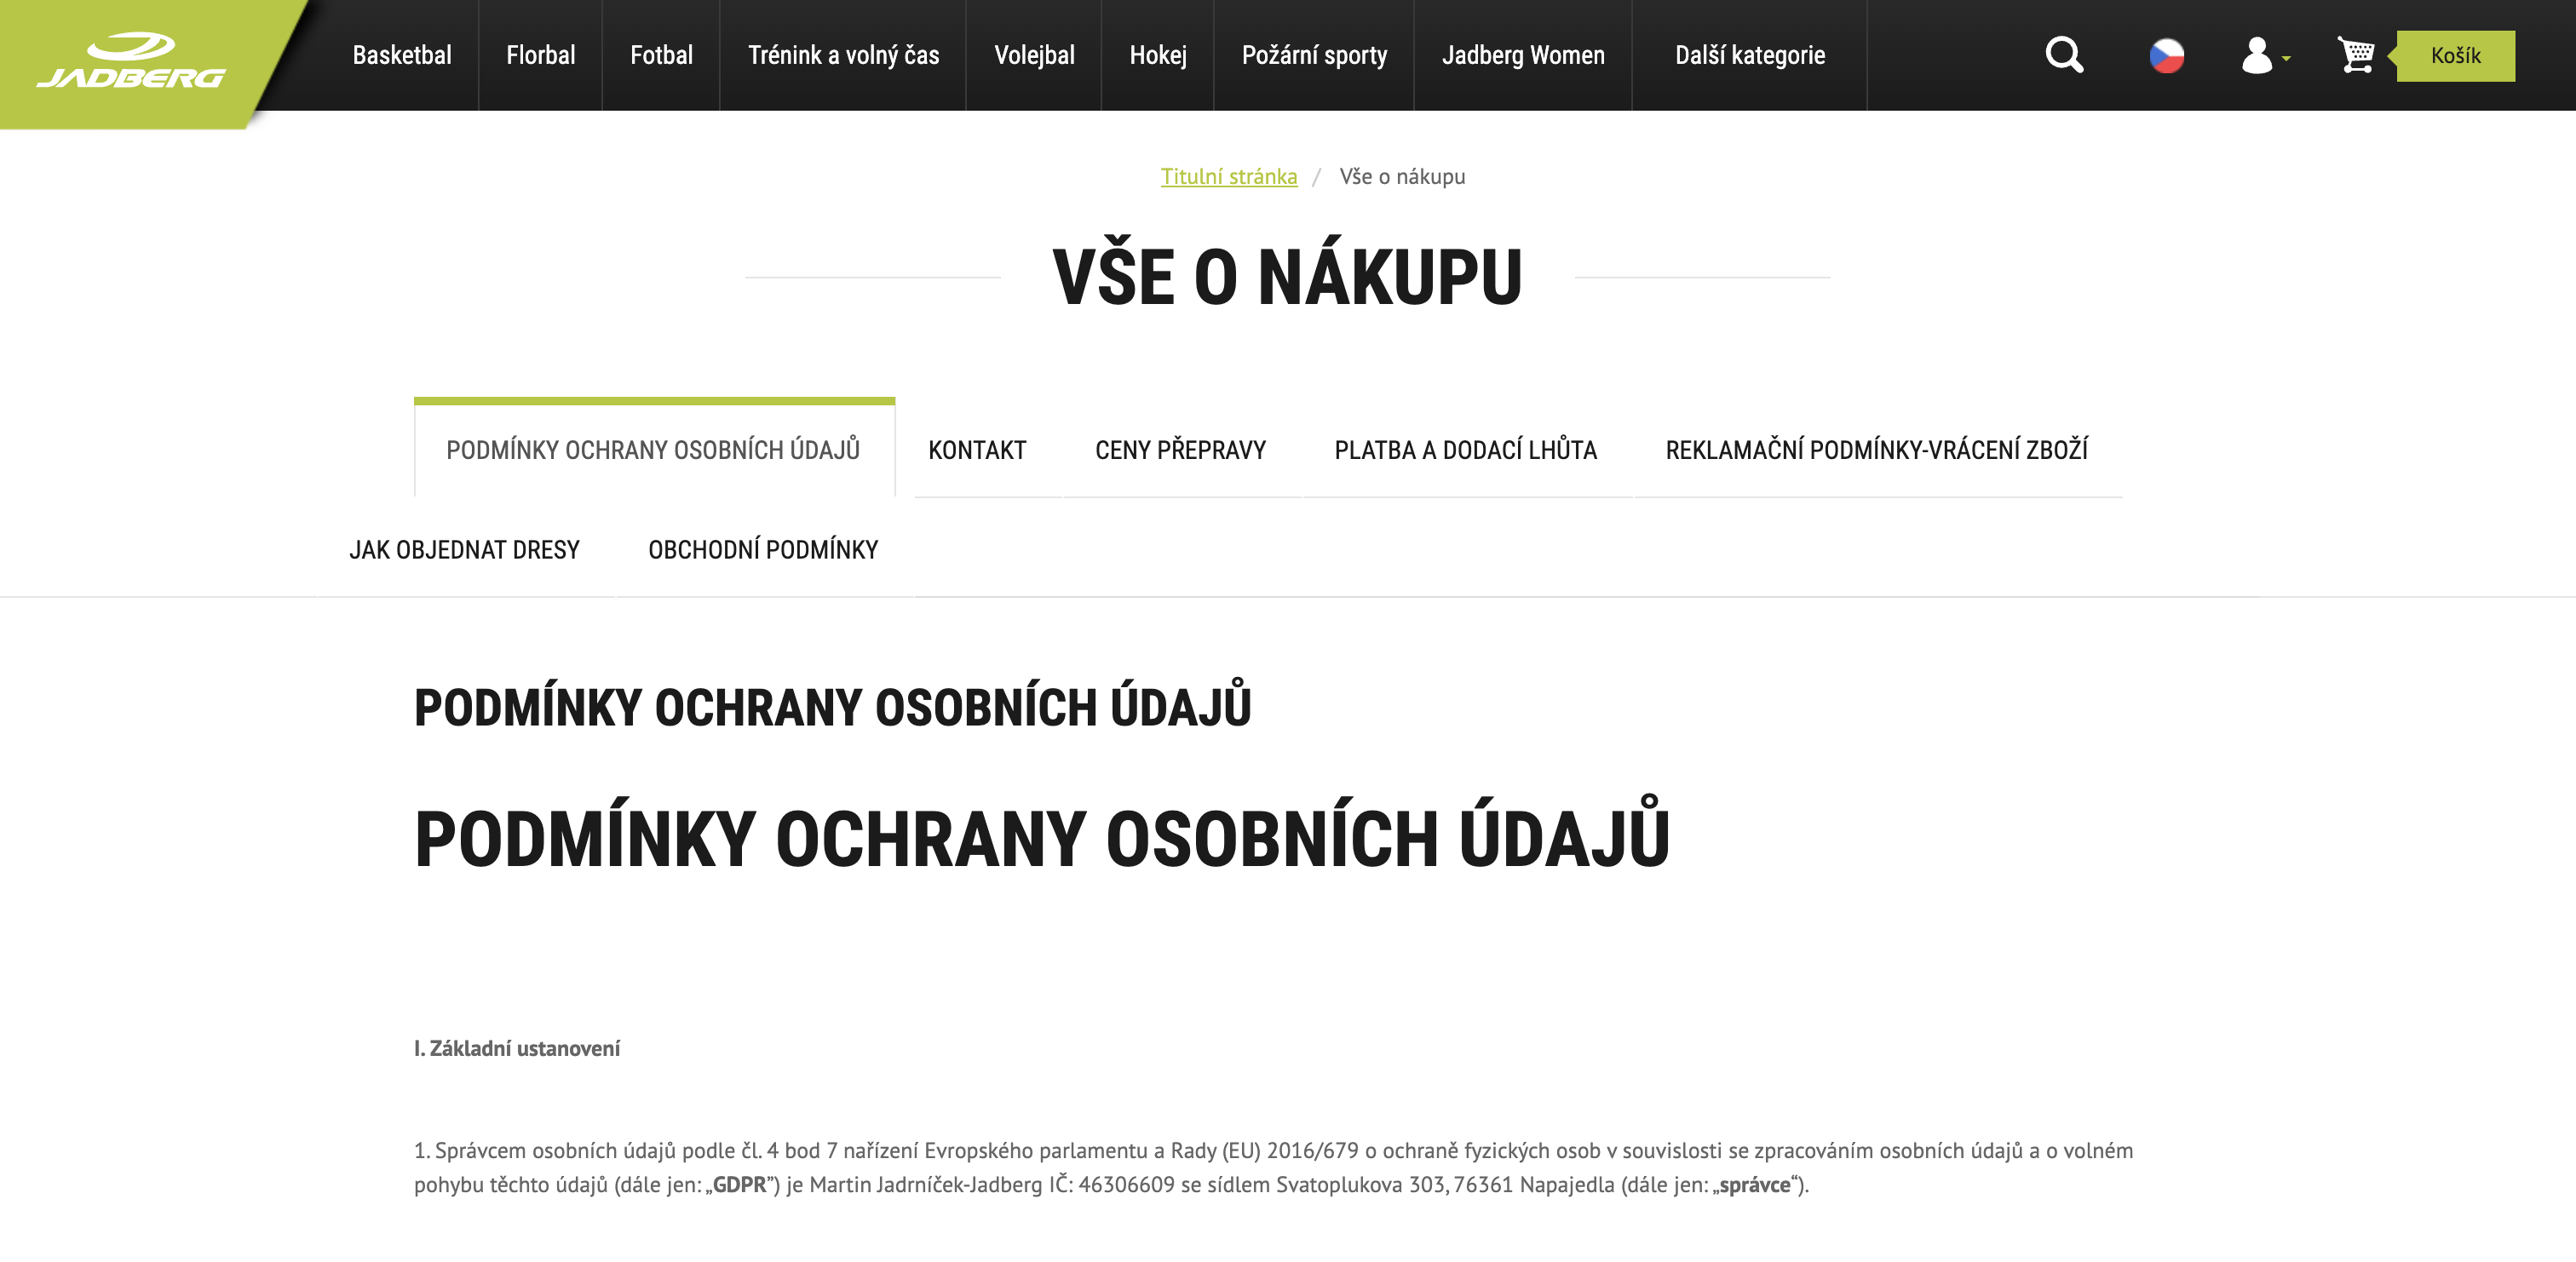 JADBERG
Basketbal
Florbal
Fotbal
Trénink a volný čas
Volejbal
Hokej
Požární sporty
Jadberg Women
Další kategorie
Košík
Titulní stránka / Vše o nákupu
VŠE O NÁKUPU
PODMÍNKY OCHRANY OSOBNÍCH ÚDAJŮ
KONTAKT
CENY PŘEPRAVY
PLATBA A DODACÍ LHŮTA
REKLAMAČNÍ PODMÍNKY-VRÁCENÍ ZBOŽÍ
JAK OBJEDNAT DRESY
OBCHODNÍ PODMÍNKY
PODMÍNKY OCHRANY OSOBNÍCH ÚDAJŮ
PODMÍNKY OCHRANY OSOBNÍCH ÚDAJŮ
I. Základní ustanovení
1. Správcem osobních údajů podle čl. 4 bod 7 nařízení Evropského parlamentu a Rady (EU) 2016/679 o ochraně fyzických osob v souvislosti se zpracováním osobních údajů a o volném
pohybu těchto údajů (dále jen: „GDPR”) je Martin Jadrníček-Jadberg IČ: 46306609 se sídlem Svatoplukova 303, 76361 Napajedla (dále jen: „správce“).